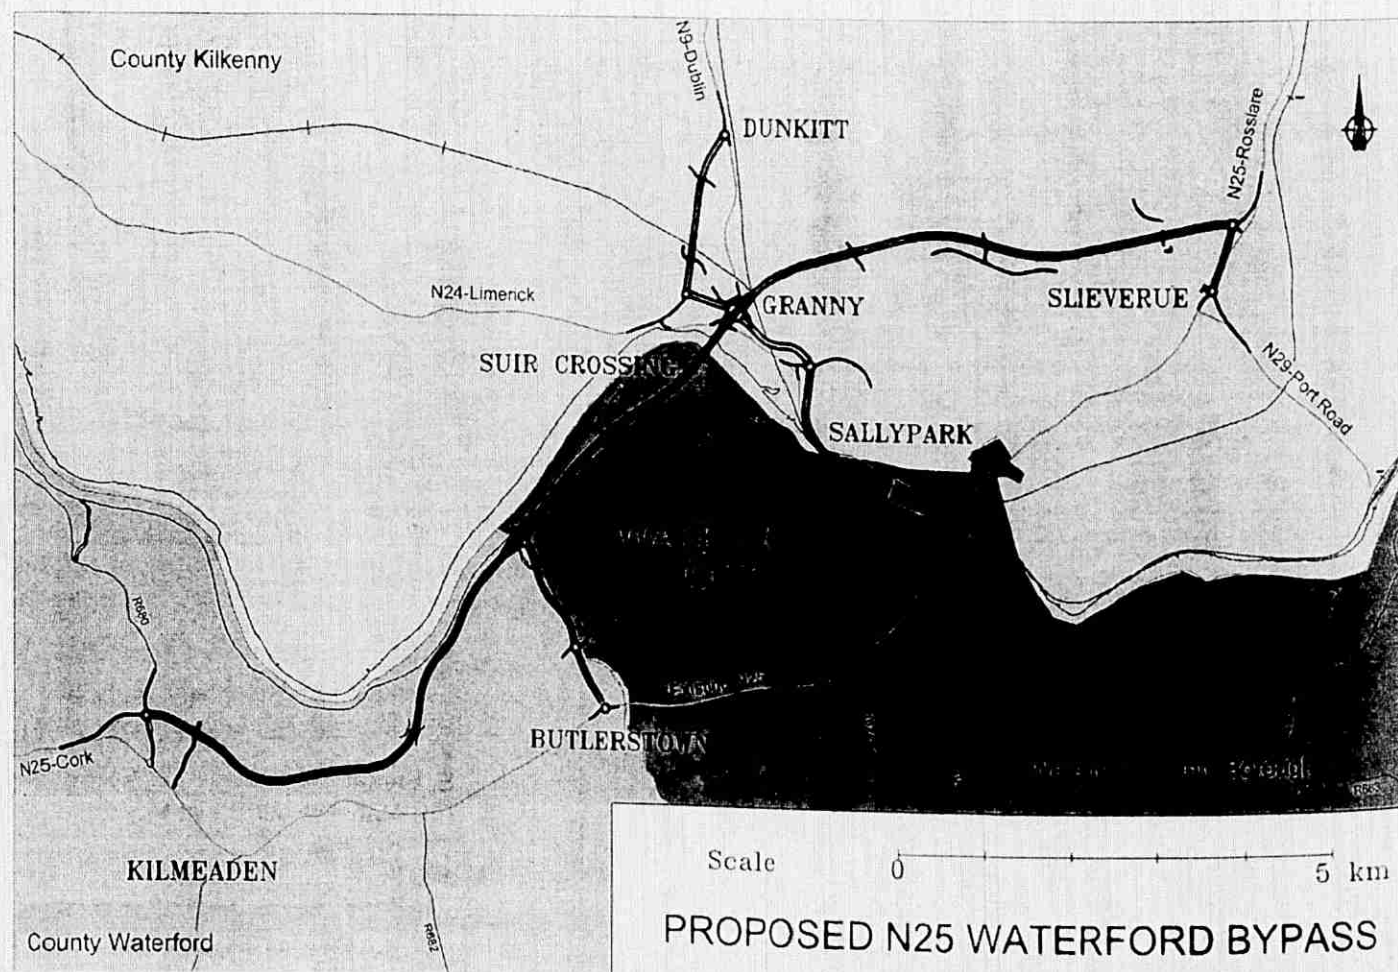 County Kilkenny
N9-Dublin
DUNKITT
N25-Rosslare
N24-Limerick
GRANNY
SLIEVERUE
SUIR CROSSING
N29-Port Road
SALLYPARK
R680
BUTLERSTOWN
N25-Cork
KILMEADEN
R682
County Waterford
Scale 0 5 km
PROPOSED N25 WATERFORD BYPASS